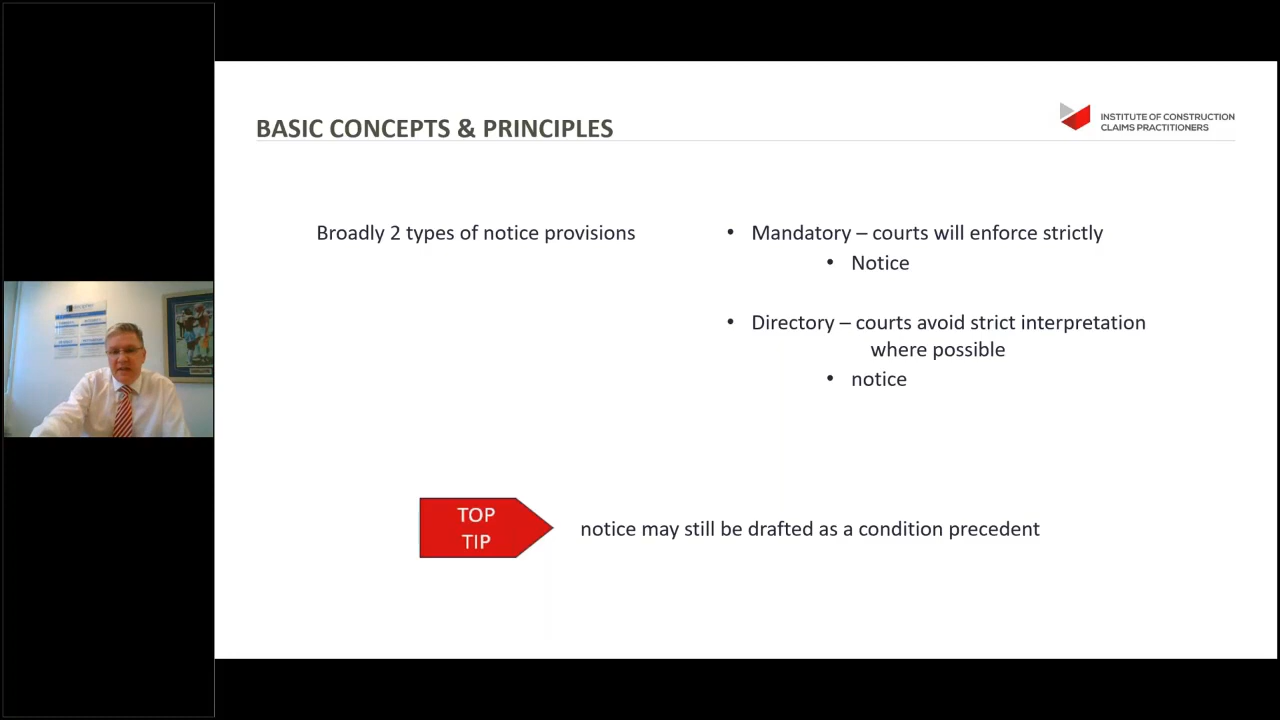 BASIC CONCEPTS & PRINCIPLES
INSTITUTE OF CONSTRUCTION
CLAIMS PRACTITIONERS
Broadly 2 types of notice provisions
• Mandatory – courts will enforce strictly
• Notice
• Directory – courts avoid strict interpretation
where possible
• notice
TOP
TIP
notice may still be drafted as a condition precedent